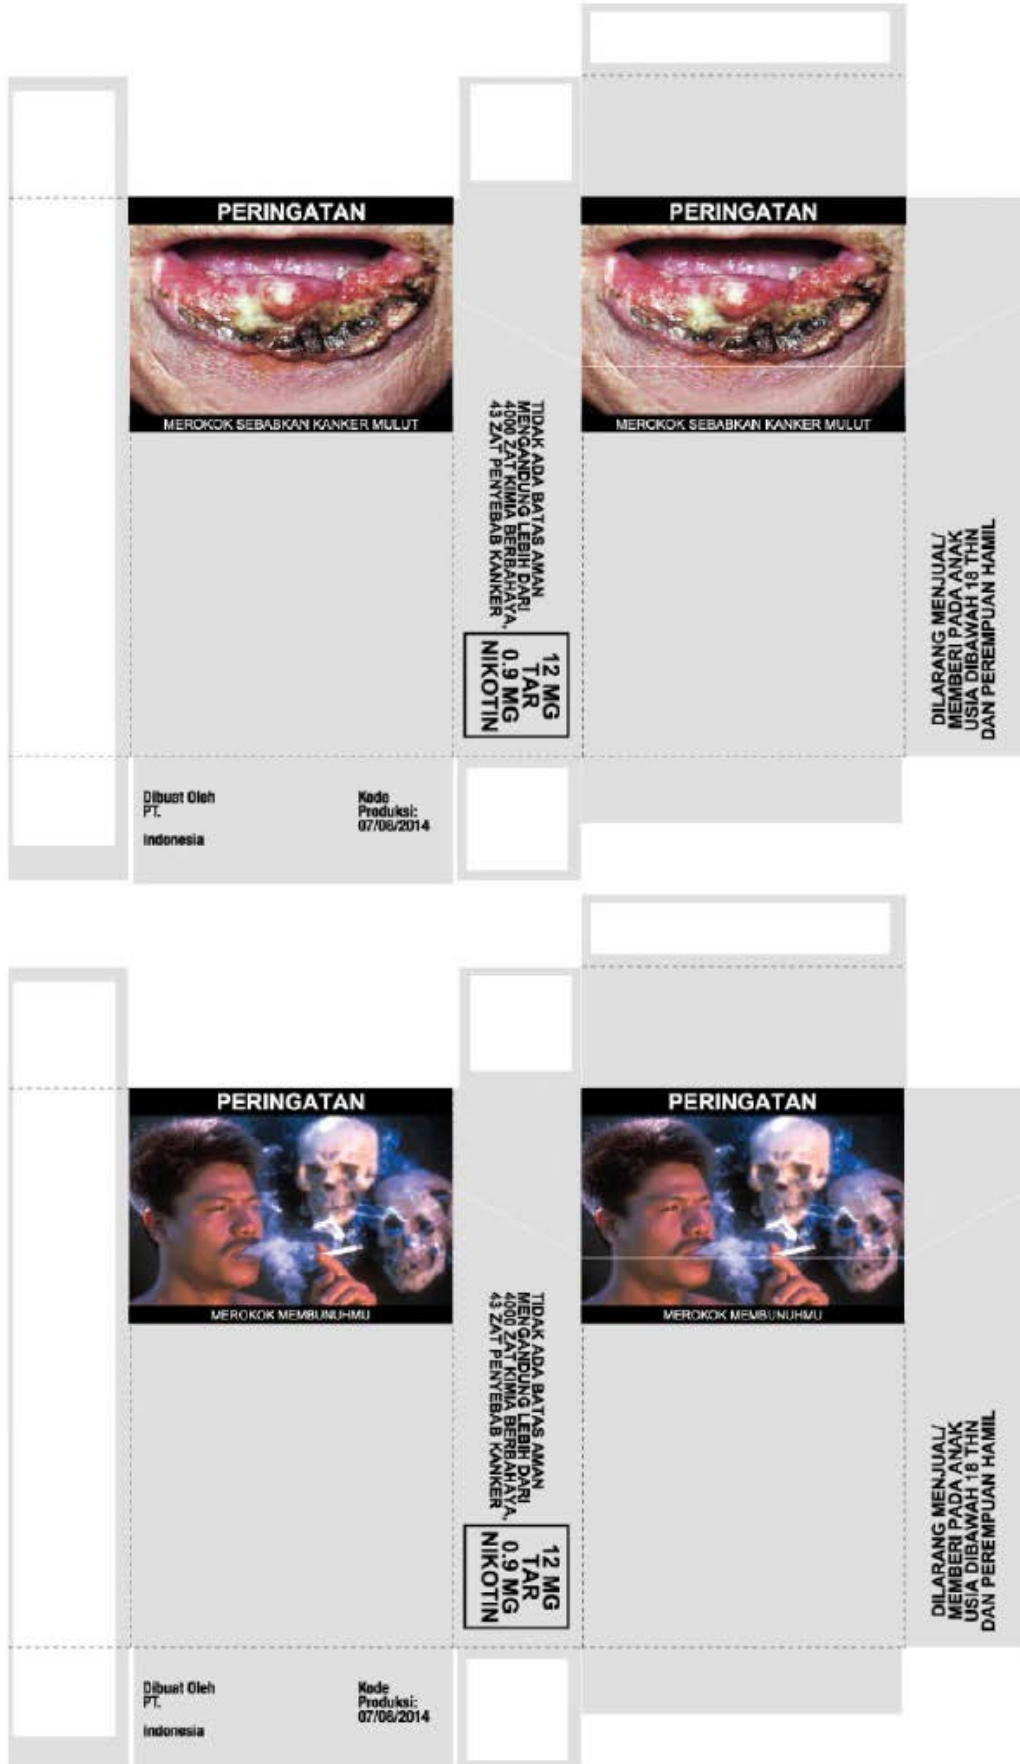 PERINGATAN
MEROKOK SEBABKAN KANKER MULUT
TIDAK ADA BATAS AMAN
MENGANDUNG LEBIH DARI
4000 ZAT KIMIA BERBAHAYA,
43 ZAT PENYEBAB KANKER
12 MG
TAR
0.9 MG
NIKOTIN
PERINGATAN
MEROKOK SEBABKAN KANKER MULUT
DILARANG MENJUAL/
MEMBERI PADA ANAK
USIA DIBAWAH 18 THN
DAN PEREMPUAN HAMIL
Dibuat Oleh
PT.
Indonesia
Kode
Produksi:
07/08/2014
PERINGATAN
MEROKOK MEMBUNUHMU
TIDAK ADA BATAS AMAN
MENGANDUNG LEBIH DARI
4000 ZAT KIMIA BERBAHAYA,
43 ZAT PENYEBAB KANKER
12 MG
TAR
0.9 MG
NIKOTIN
PERINGATAN
MEROKOK MEMBUNUHMU
DILARANG MENJUAL/
MEMBERI PADA ANAK
USIA DIBAWAH 18 THN
DAN PEREMPUAN HAMIL
Dibuat Oleh
PT.
Indonesia
Kode
Produksi:
07/08/2014